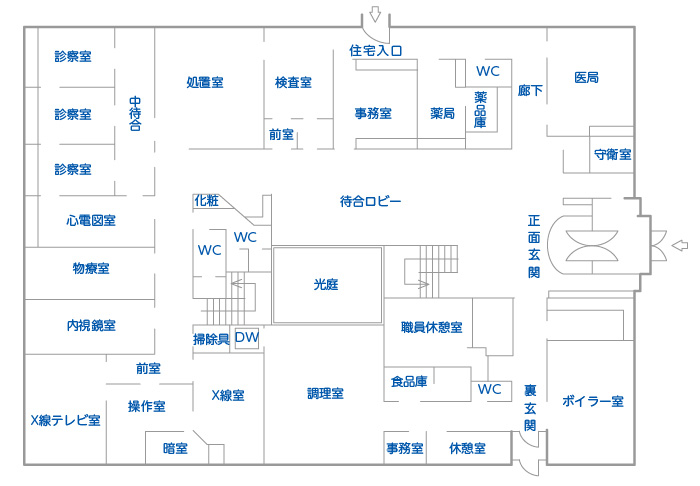 住宅入口
診察室
処置室
検査室
WC
医局
廊下
中待合
薬品庫
診察室
事務室
薬局
前室
守衛室
診察室
化粧
待合ロビー
心電図室
正面玄関
WC
WC
物療室
光庭
内視鏡室
職員休憩室
掃除具
DW
前室
食品庫
WC
X線室
調理室
裏玄関
ボイラー室
操作室
X線テレビ室
暗室
事務室
休憩室